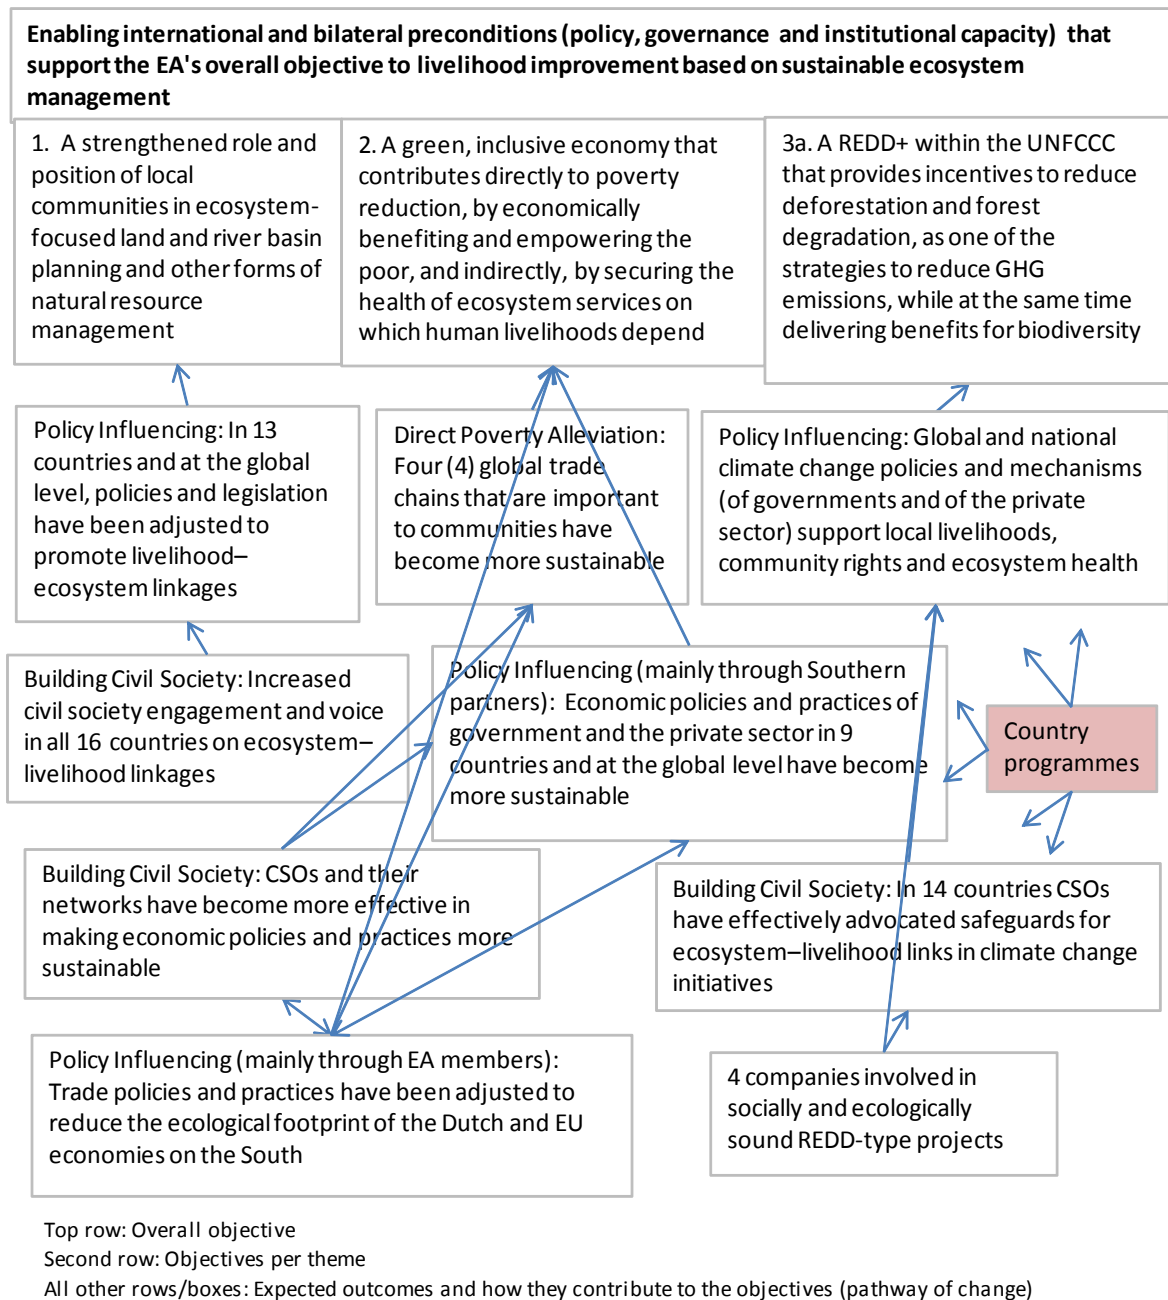 Enabling international and bilateral preconditions (policy, governance and institutional capacity) that
support the EA's overall objective to livelihood improvement based on sustainable ecosystem
management
1. A strengthened role and
position of local
communities in ecosystem-
focused land and river basin
planning and other forms of
natural resource
management
2. A green, inclusive economy that
contributes directly to poverty
reduction, by economically
benefiting and empowering the
poor, and indirectly, by securing the
health of ecosystem services on
which human livelihoods depend
3a. A REDD+ within the UNFCCC
that provides incentives to reduce
deforestation and forest
degradation, as one of the
strategies to reduce GHG
emissions, while at the same time
delivering benefits for biodiversity
Policy Influencing: In 13
countries and at the global
level, policies and legislation
have been adjusted to
promote livelihood–
ecosystem linkages
Direct Poverty Alleviation:
Four (4) global trade
chains that are important
to communities have
become more sustainable
Policy Influencing: Global and national
climate change policies and mechanisms
(of governments and of the private
sector) support local livelihoods,
community rights and ecosystem health
Building Civil Society: Increased
civil society engagement and voice
in all 16 countries on ecosystem–
livelihood linkages
Policy Influencing (mainly through Southern
partners): Economic policies and practices of
government and the private sector in 9
countries and at the global level have become
more sustainable
Country
programmes
Building Civil Society: CSOs and their
networks have become more effective in
making economic policies and practices more
sustainable
Building Civil Society: In 14 countries CSOs
have effectively advocated safeguards for
ecosystem–livelihood links in climate change
initiatives
Policy Influencing (mainly through EA members):
Trade policies and practices have been adjusted to
reduce the ecological footprint of the Dutch and EU
economies on the South
4 companies involved in
socially and ecologically
sound REDD-type projects
Top row: Overall objective
Second row: Objectives per theme
All other rows/boxes: Expected outcomes and how they contribute to the objectives (pathway of change)